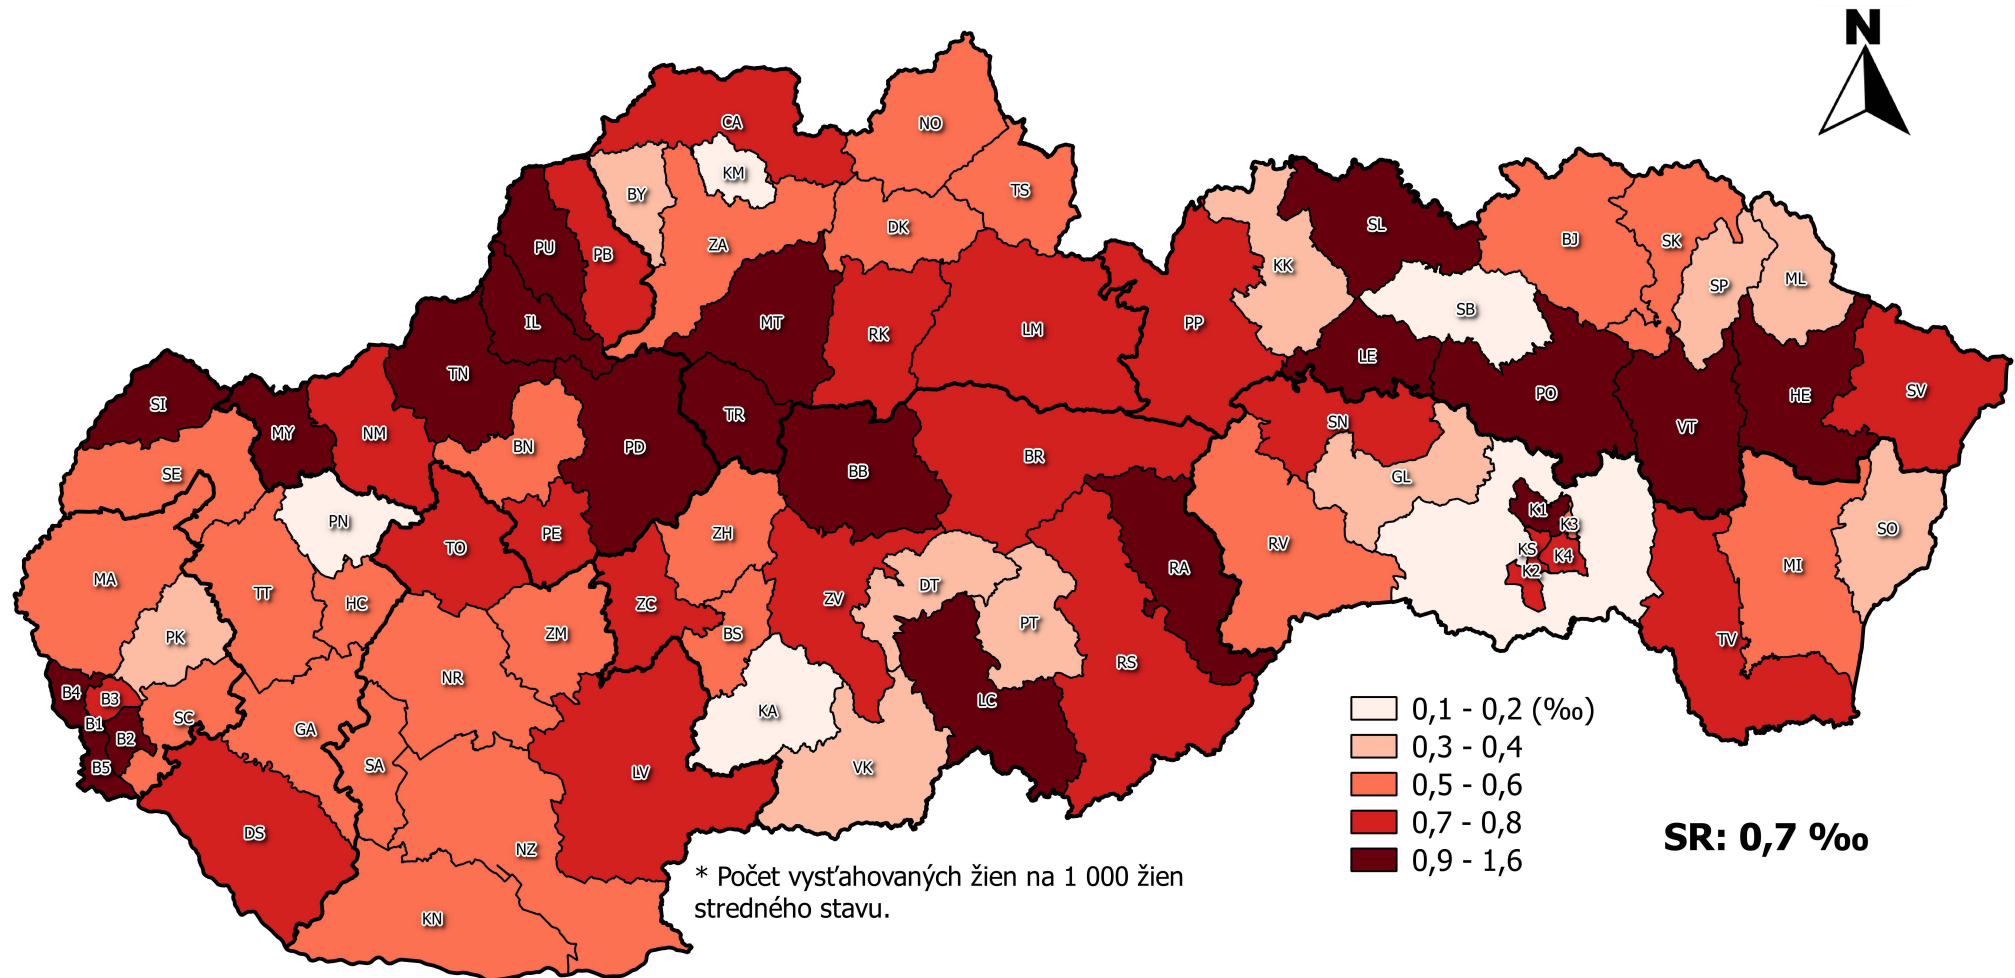 N
CA
NO
KM
BY
TS
PU
PB
ZA
DK
SL
KK
BJ
SK
SP
ML
IL
MT
RK
LM
PP
SB
LE
TN
SI
MY
NM
BN
PD
TR
BB
BR
SN
GL
PO
VT
HE
SV
SE
PN
TO
PE
ZH
K1
K3
KS
K4
K2
SO
MA
TT
HC
ZM
ZC
BS
ZV
DT
PT
RA
RV
MI
PK
NR
RS
TV
B4
B3
B1
B2
B5
SC
GA
SA
KA
LC
VK
LV
DS
NZ
KN
0,1 - 0,2 (‰)
0,3 - 0,4
0,5 - 0,6
0,7 - 0,8
0,9 - 1,6
SR: 0,7 ‰
* Počet vysťahovaných žien na 1 000 žien
stredného stavu.